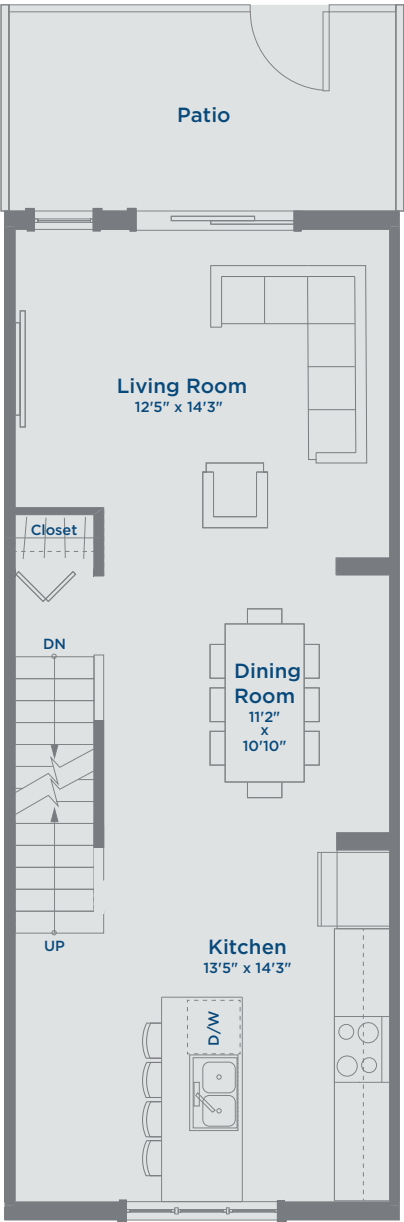 Patio
Living Room
12'5" x 14'3"
Closet
DN
Dining
Room
11'2"
x
10'10"
UP
Kitchen
13'5" x 14'3"
D/W